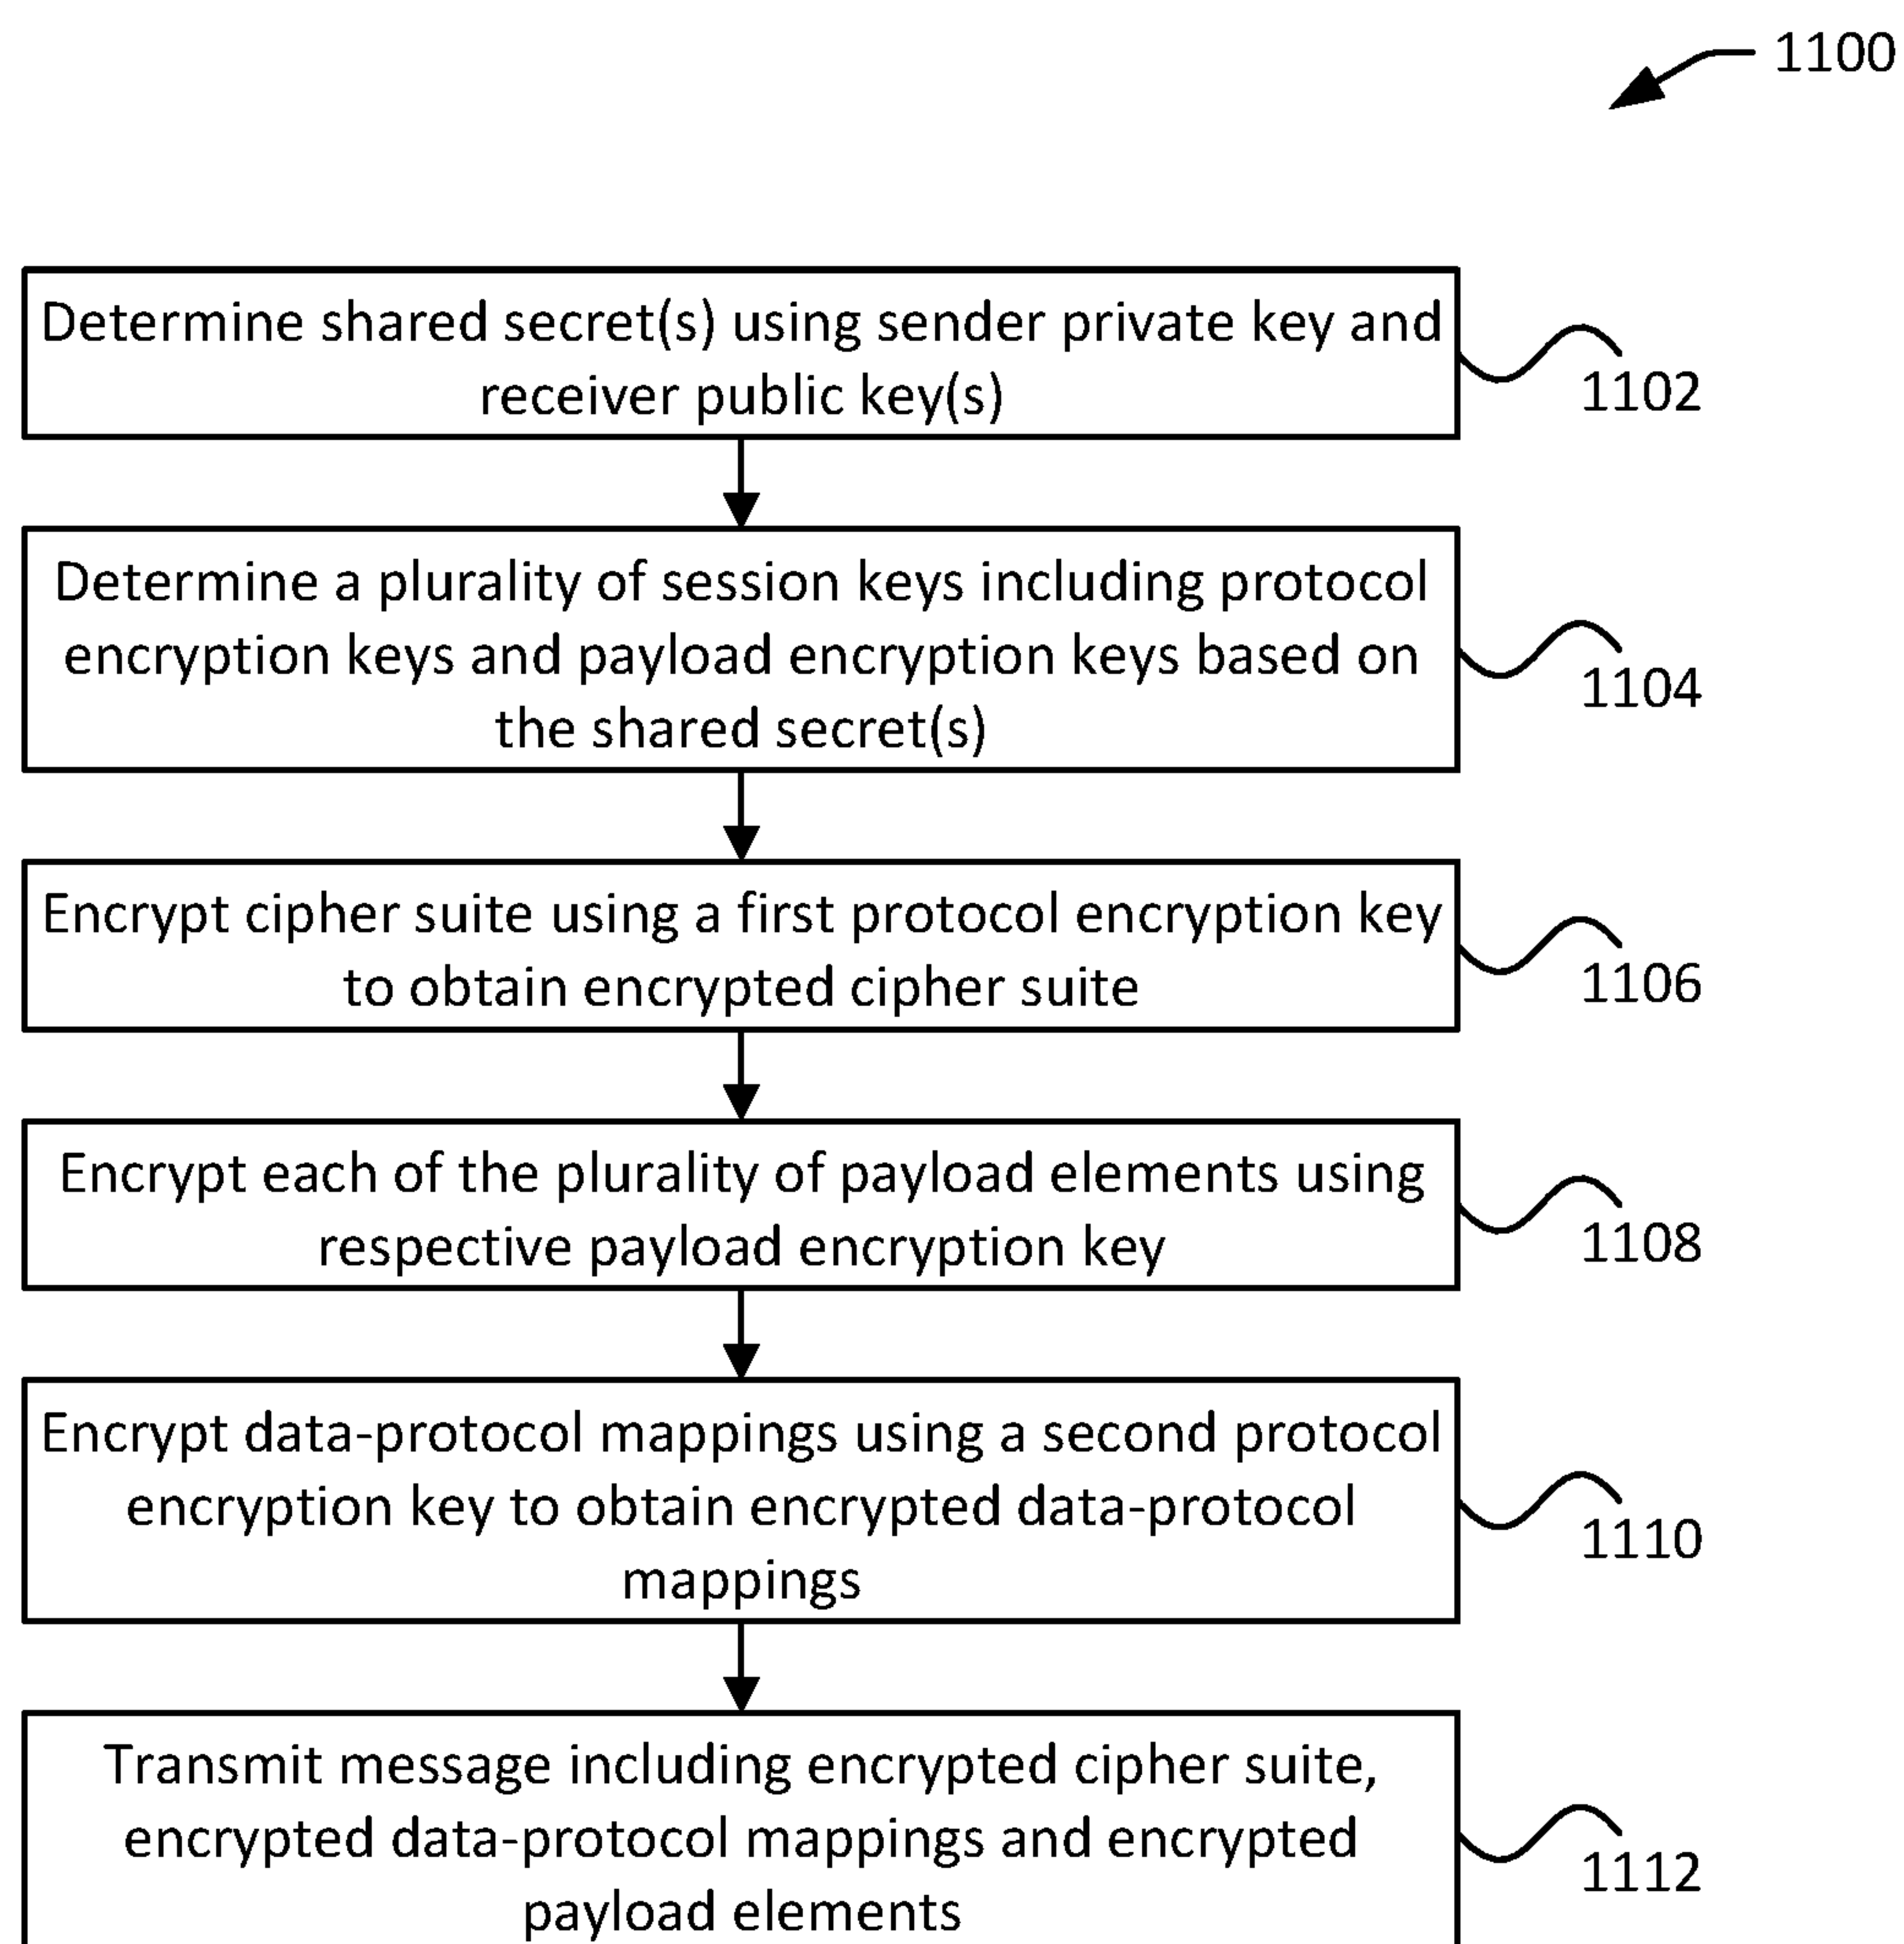 1100
Determine shared secret(s) using sender private key and
receiver public key(s)
1102
Determine a plurality of session keys including protocol
encryption keys and payload encryption keys based on
the shared secret(s)
1104
Encrypt cipher suite using a first protocol encryption key
to obtain encrypted cipher suite
1106
Encrypt each of the plurality of payload elements using
respective payload encryption key
1108
Encrypt data-protocol mappings using a second protocol
encryption key to obtain encrypted data-protocol
mappings
1110
Transmit message including encrypted cipher suite,
encrypted data-protocol mappings and encrypted
payload elements
1112